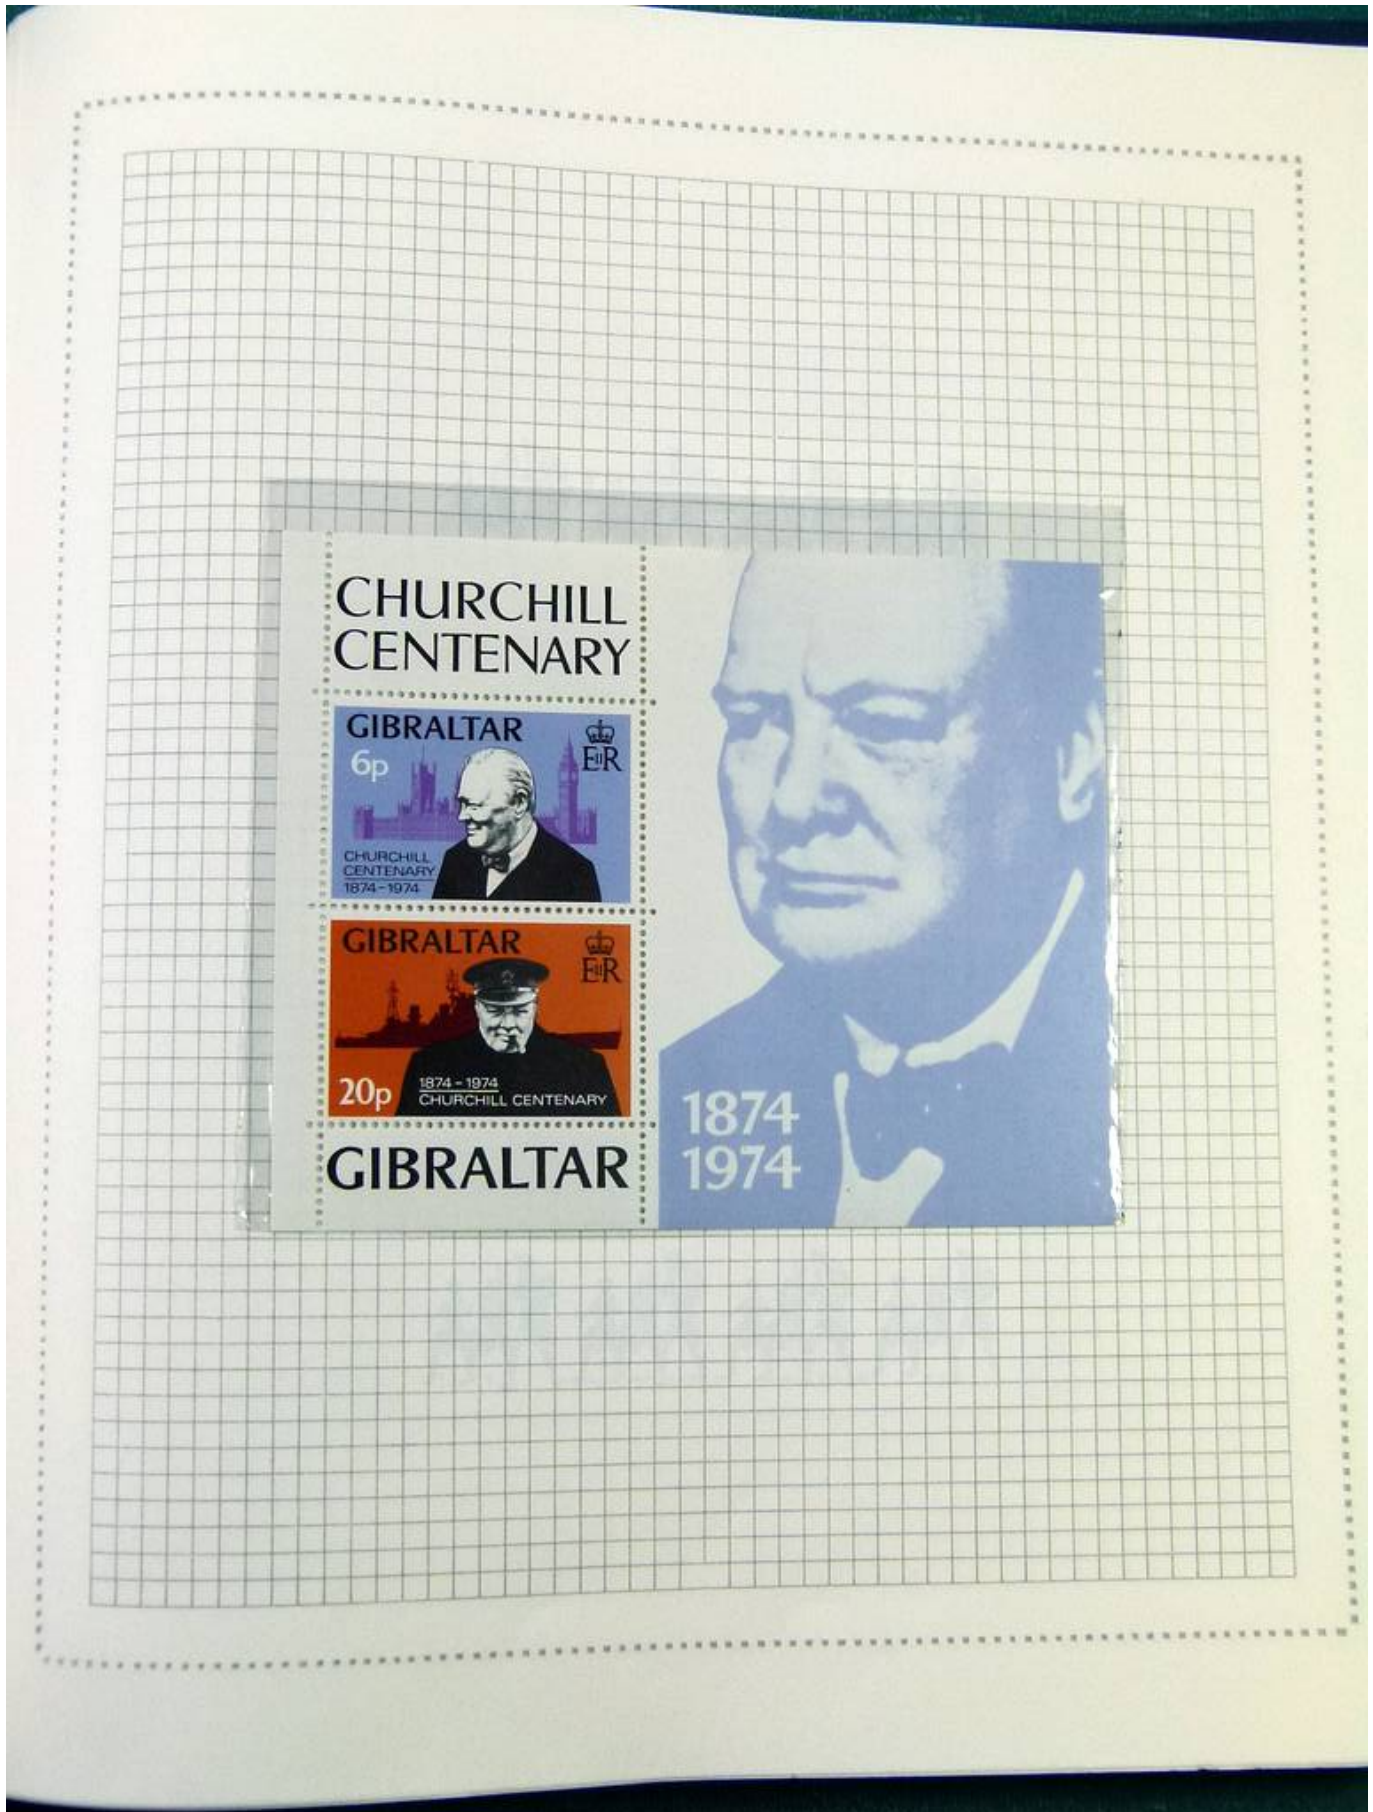 CHURCHILL
CENTENARY
GIBRALTAR
EIIR
6p
CHURCHILL
CENTENARY
1874-1974
GIBRALTAR
EIIR
20p
1874-1974
CHURCHILL CENTENARY
GIBRALTAR
1874
1974